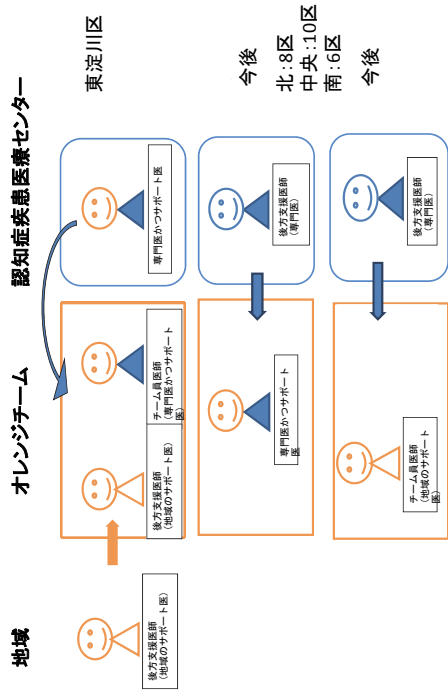 地域
オレンジチーム
認知症疾患医療センター
後方支援医師
(地域のサポート医)
後方支援医師
(地域のサポート医)
チーム員医師
(専門医かつサポート
医)
専門医かつサポート医
東淀川区
専門医かつサポート
医
後方支援医師
(専門医)
今後
北:8区
中央:10区
南:6区
チーム員医師
(地域のサポート
医)
後方支援医師
(専門医)
今後